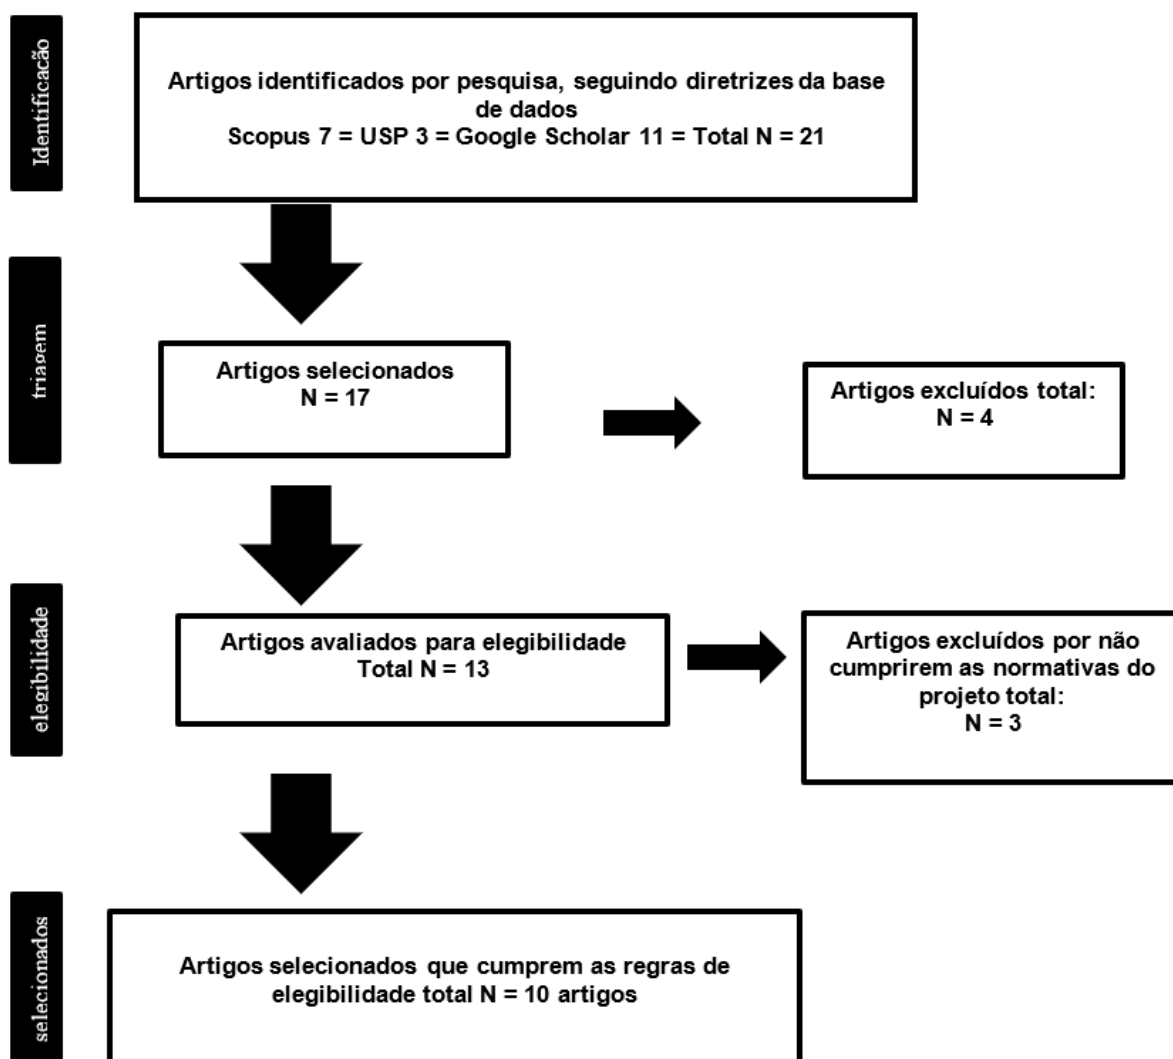 Identificação
Artigos identificados por pesquisa, seguindo diretrizes da base
de dados
Scopus 7 = USP 3 = Google Scholar 11 = Total N = 21
triagem
Artigos selecionados
N = 17
Artigos excluídos total:
N = 4
elegibilidade
Artigos avaliados para elegibilidade
Total N = 13
Artigos excluídos por não
cumprirem as normativas do
projeto total:
N = 3
selecionados
Artigos selecionados que cumprem as regras de
elegibilidade total N = 10 artigos